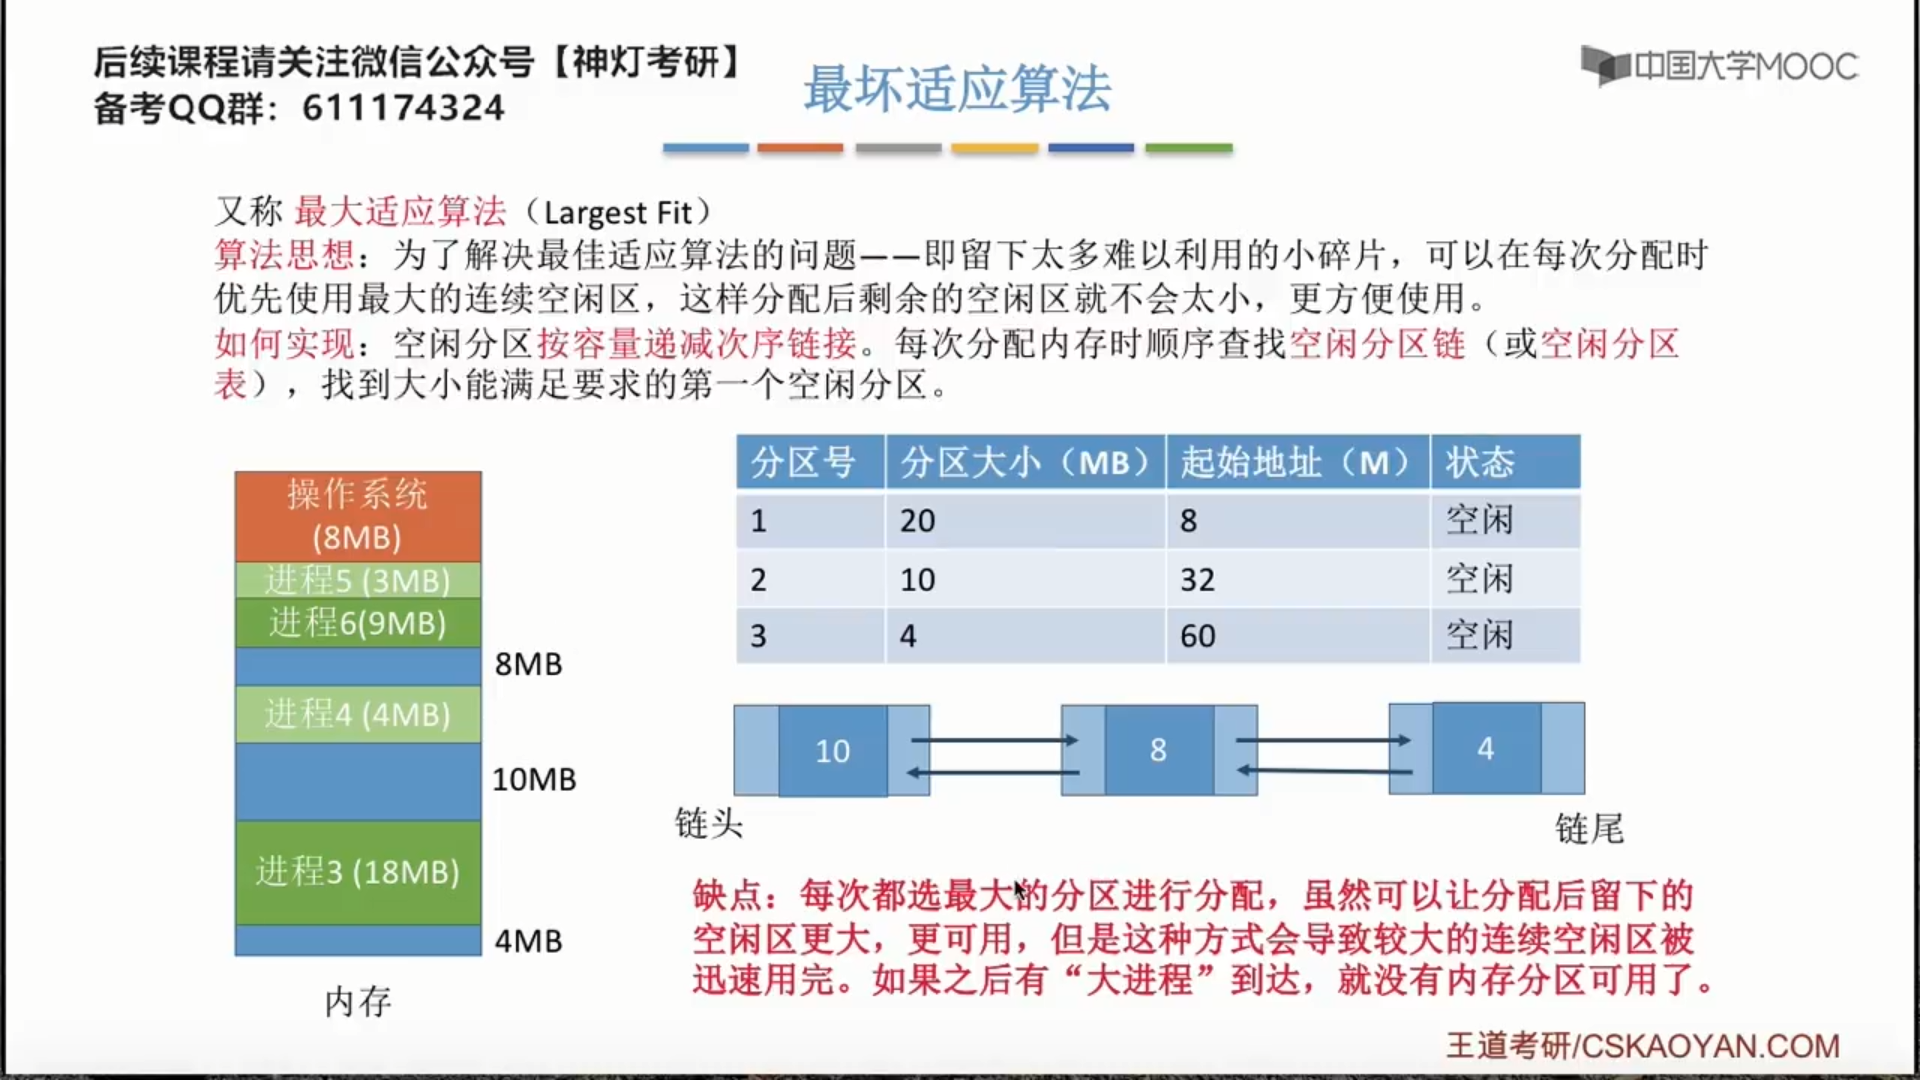 后续课程请关注微信公众号【神灯考研】
备考QQ群：611174324
最坏适应算法
中国大学MOOC
又称 最大适应算法（Largest Fit）
算法思想：为了解决最佳适应算法的问题——即留下太多难以利用的小碎片，可以在每次分配时
优先使用最大的连续空闲区，这样分配后剩余的空闲区就不会太小，更方便使用。
如何实现：空闲分区按容量递减次序链接。每次分配内存时顺序查找空闲分区链（或空闲分区
表），找到大小能满足要求的第一个空闲分区。
操作系统
(8MB)
进程5 (3MB)
进程6(9MB)
8MB
进程4 (4MB)
10MB
进程3 (18MB)
4MB
内存
分区号 分区大小（MB） 起始地址（M） 状态
1 20 8 空闲
2 10 32 空闲
3 4 60 空闲
10 8 4
链头 链尾
缺点：每次都选最大的分区进行分配，虽然可以让分配后留下的
空闲区更大，更可用，但是这种方式会导致较大的连续空闲区被
迅速用完。如果之后有“大进程”到达，就没有内存分区可用了。
王道考研/CSKAOYAN.COM